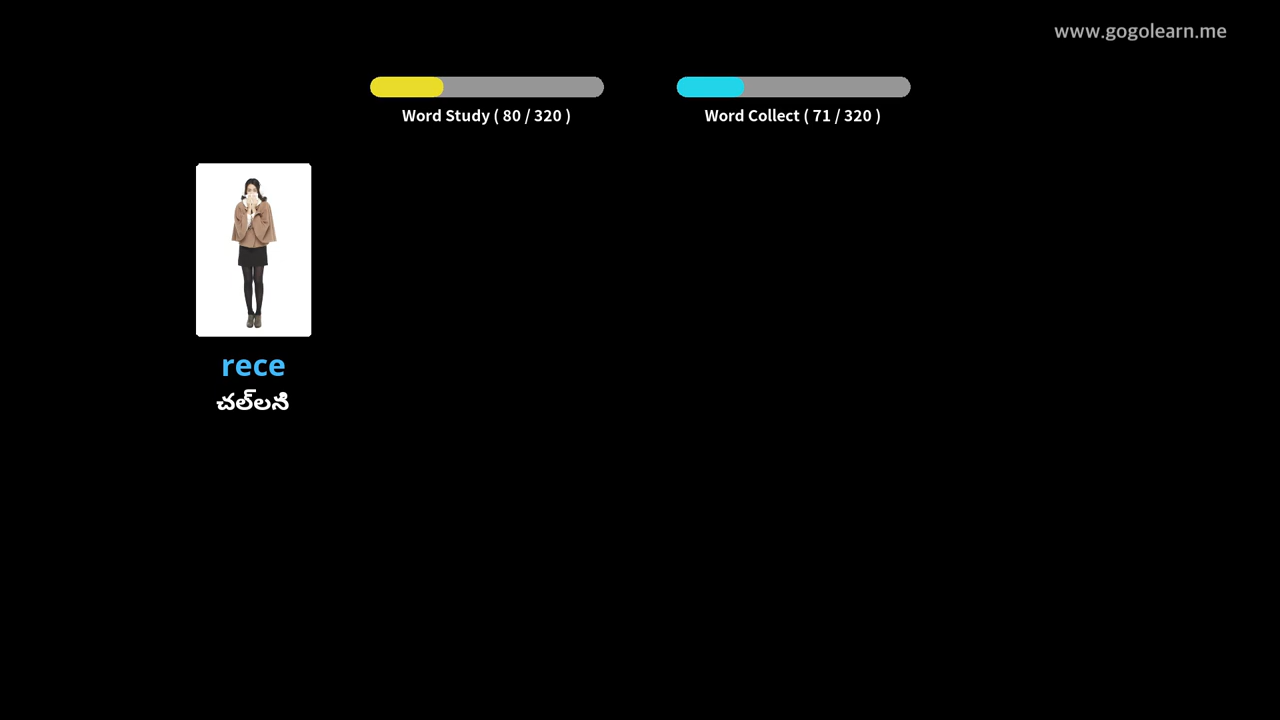 www.gogolearn.me
Word Study ( 80 / 320 )
Word Collect ( 71 / 320 )
rece
చల్‌లని